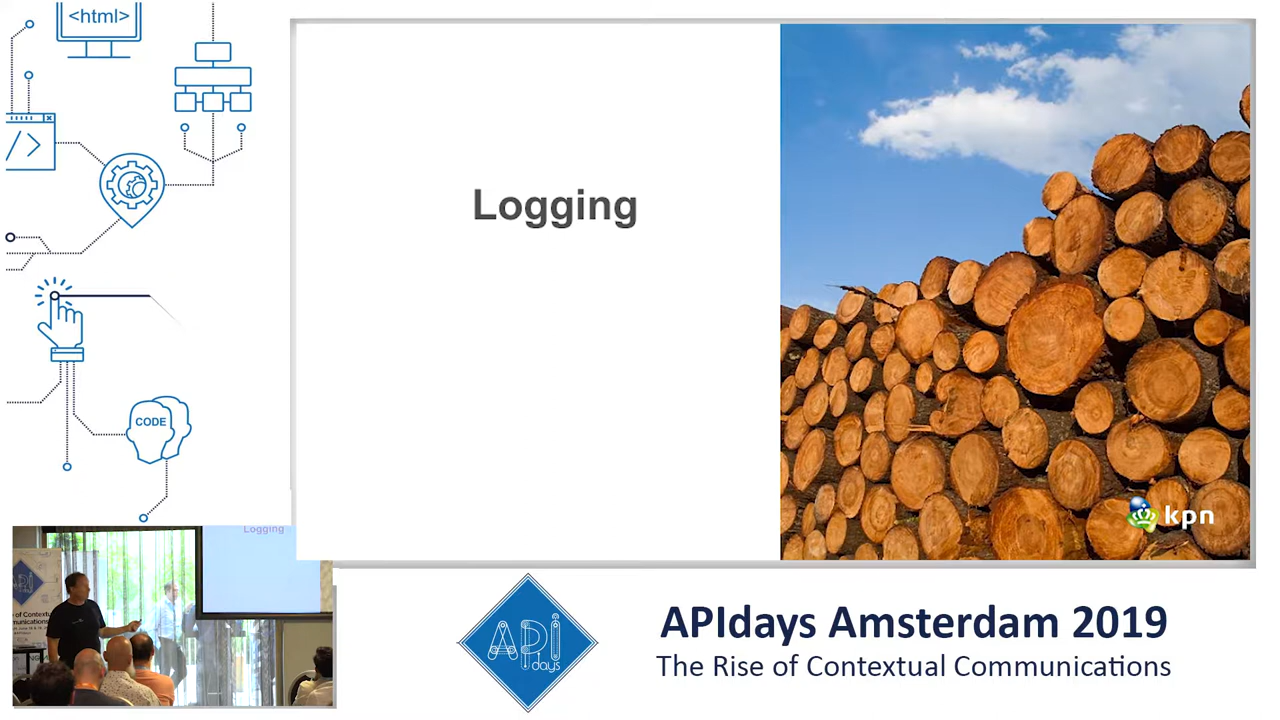 <html>
</>
CODE
Logging
kpn
Logging
API
days
APIdays Amsterdam 2019
The Rise of Contextual Communications